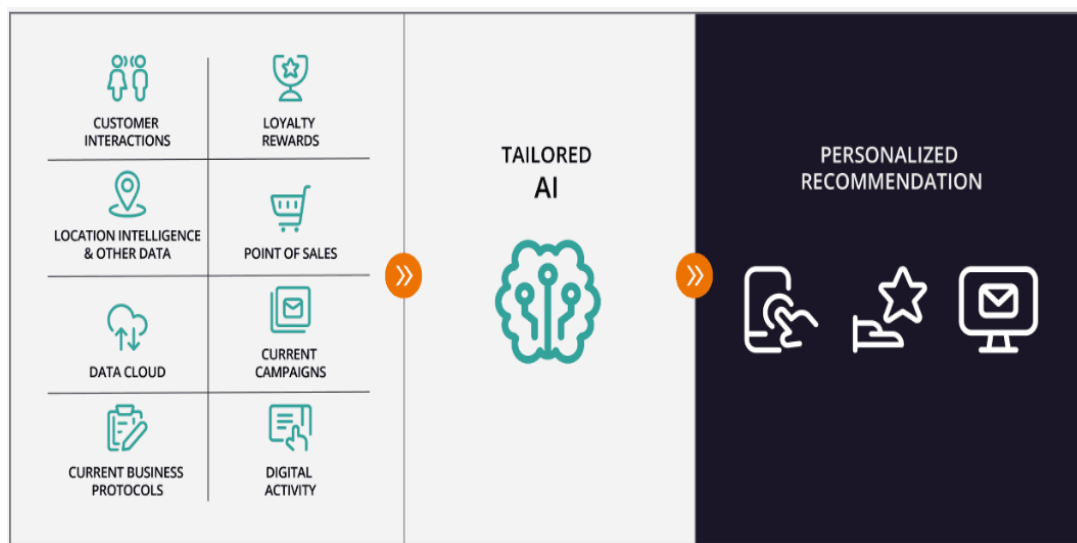 CUSTOMER
INTERACTIONS
LOYALTY
REWARDS
LOCATION INTELLIGENCE
& OTHER DATA
POINT OF SALES
DATA CLOUD
CURRENT
CAMPAIGNS
CURRENT BUSINESS
PROTOCOLS
DIGITAL
ACTIVITY
TAILORED
AI
PERSONALIZED
RECOMMENDATION